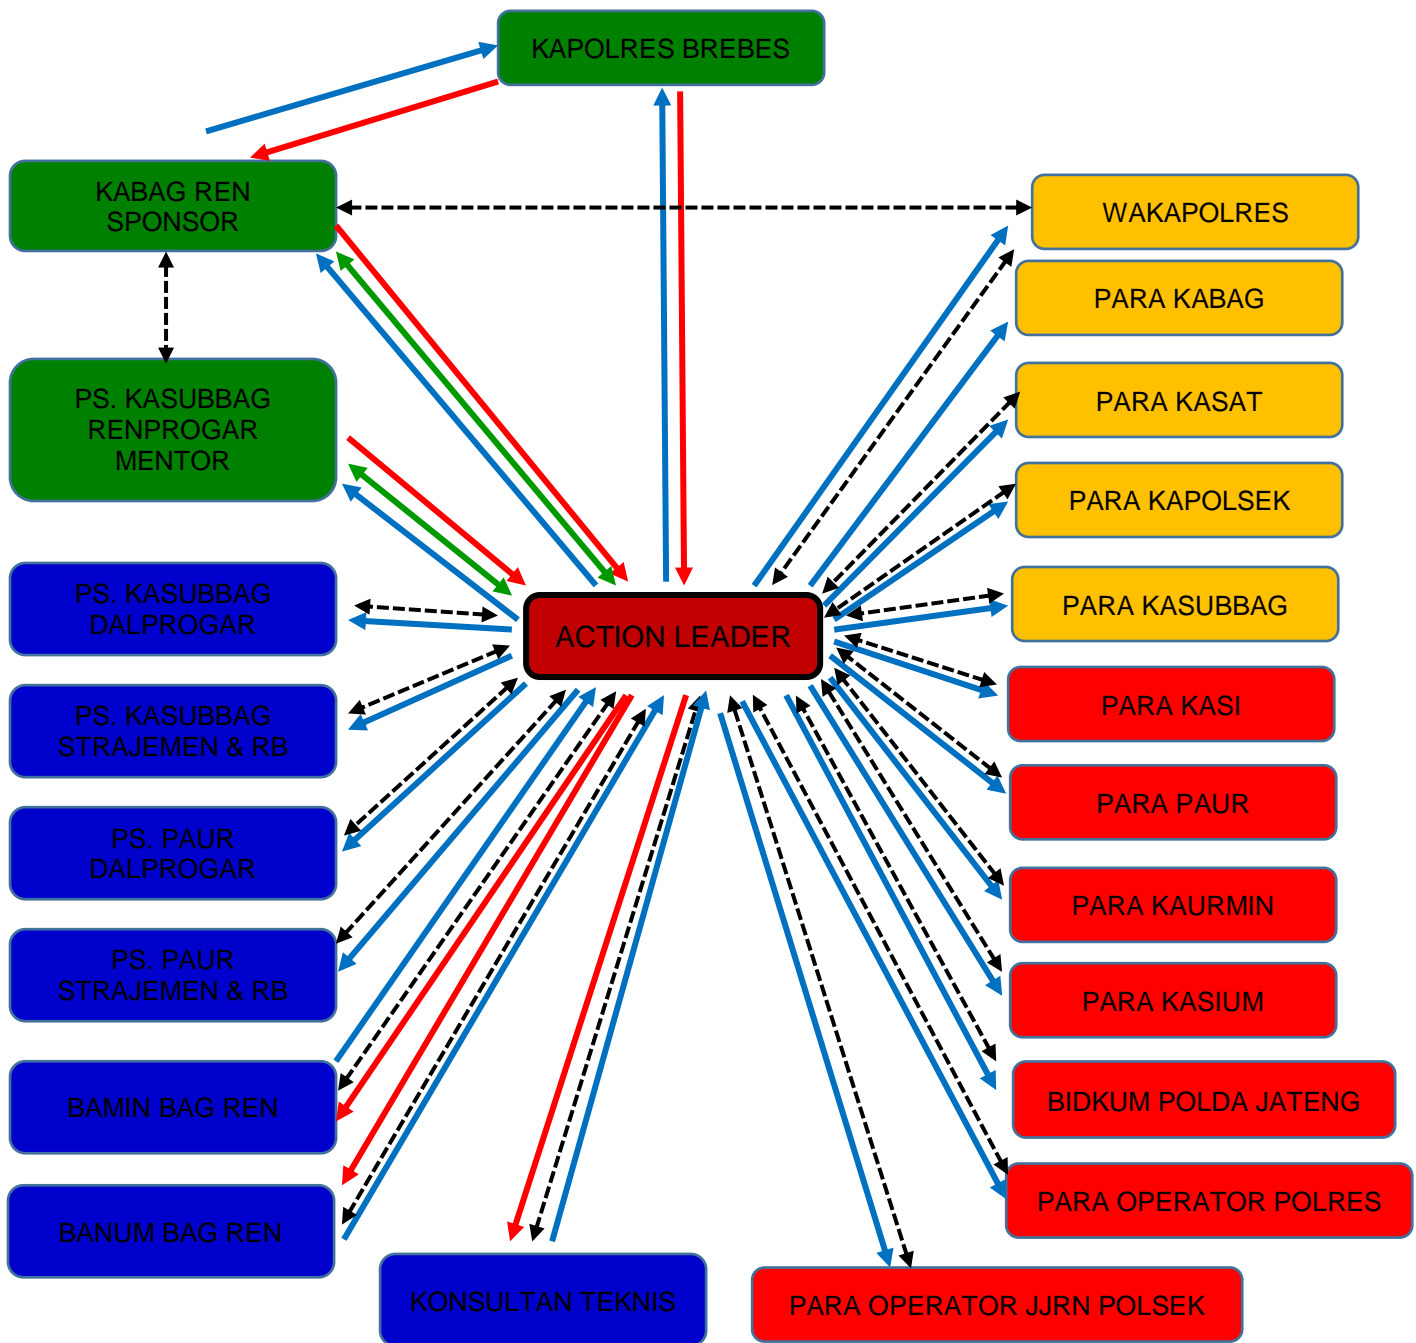 KAPOLRES BREBES
KABAG REN
SPONSOR
WAKAPOLRES
PARA KABAG
PS. KASUBBAG
RENPROGAR
MENTOR
PARA KASAT
PARA KAPOLSEK
PS. KASUBBAG
DALPROGAR
ACTION LEADER
PARA KASUBBAG
PS. KASUBBAG
STRAJEMEN & RB
PARA KASI
PS. PAUR
DALPROGAR
PARA PAUR
PARA KAURMIN
PS. PAUR
STRAJEMEN & RB
PARA KASIUM
BAMIN BAG REN
BIDKUM POLDA JATENG
BANUM BAG REN
PARA OPERATOR POLRES
KONSULTAN TEKNIS
PARA OPERATOR JJRN POLSEK